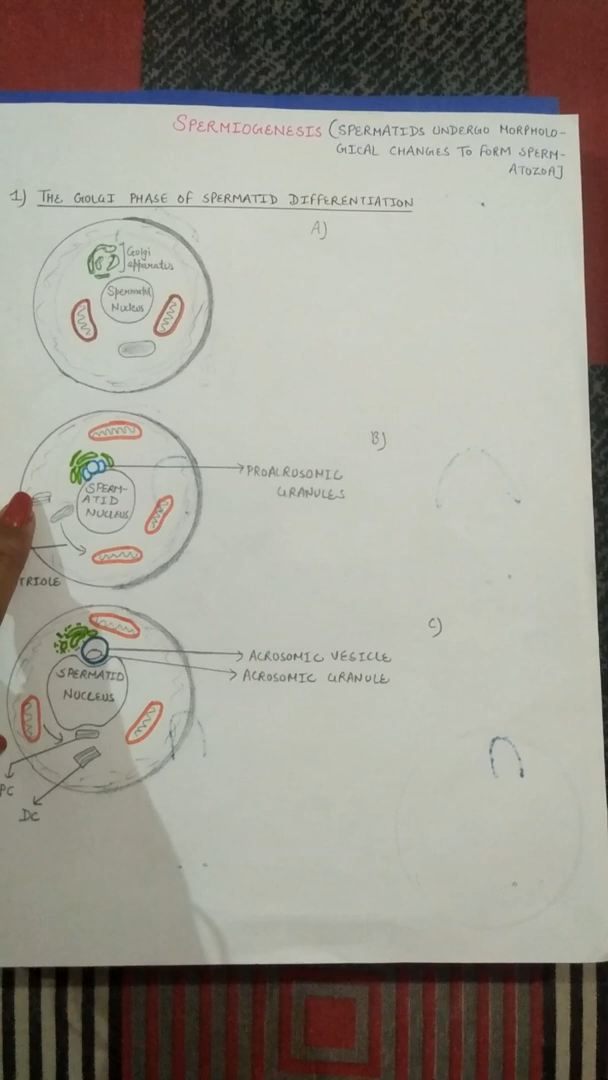 SPERMIOGENESIS (SPERMATIDS UNDERGO MORPHOLO-
GICAL CHANGES TO FORM SPERM-
ATOZOA]
1) THE GOLGI PHASE OF SPERMATID DIFFERENTIATION
A)
Golgi
apparatus
Spermatid
Nucleus
B)
PROACROSOMIC
GRANULES
SPERM-
ATID
NUCLEUS
TRIOLE
C)
ACROSOMIC VESICLE
ACROSOMIC GRANULE
SPERMATID
NUCLEUS
PC
DC